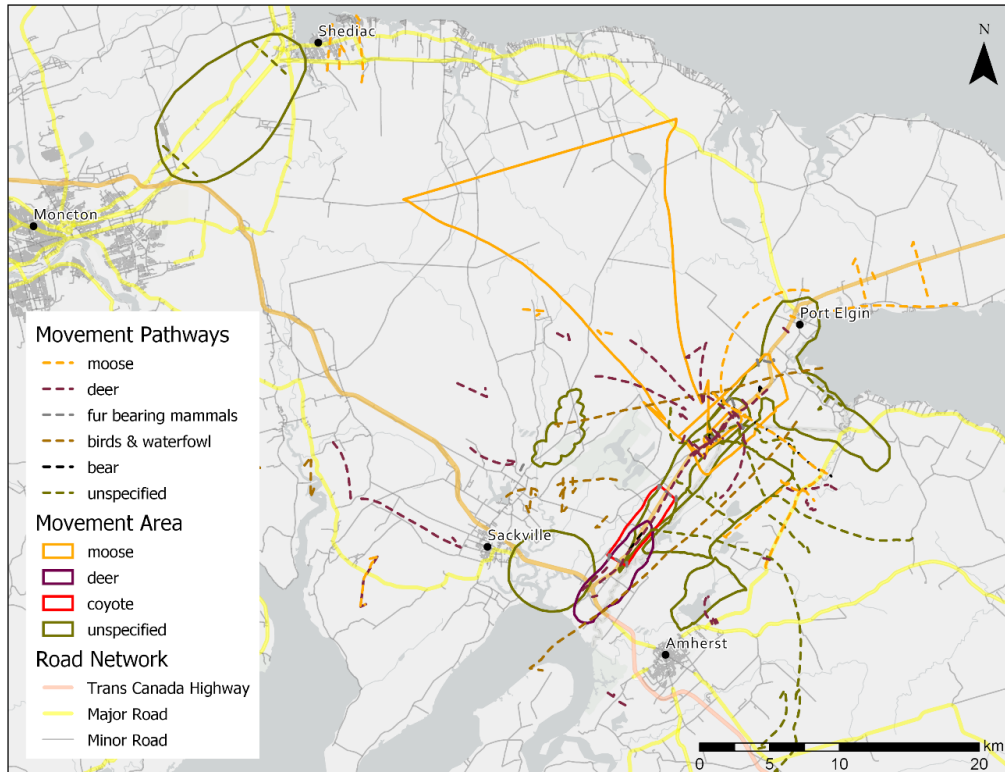 Shediac
N
Moncton
Port Elgin
Movement Pathways
moose
deer
fur bearing mammals
birds & waterfowl
bear
unspecified
Movement Area
moose
deer
coyote
unspecified
Road Network
Trans Canada Highway
Major Road
Minor Road
Sackville
Amherst
km
0 5 10 20